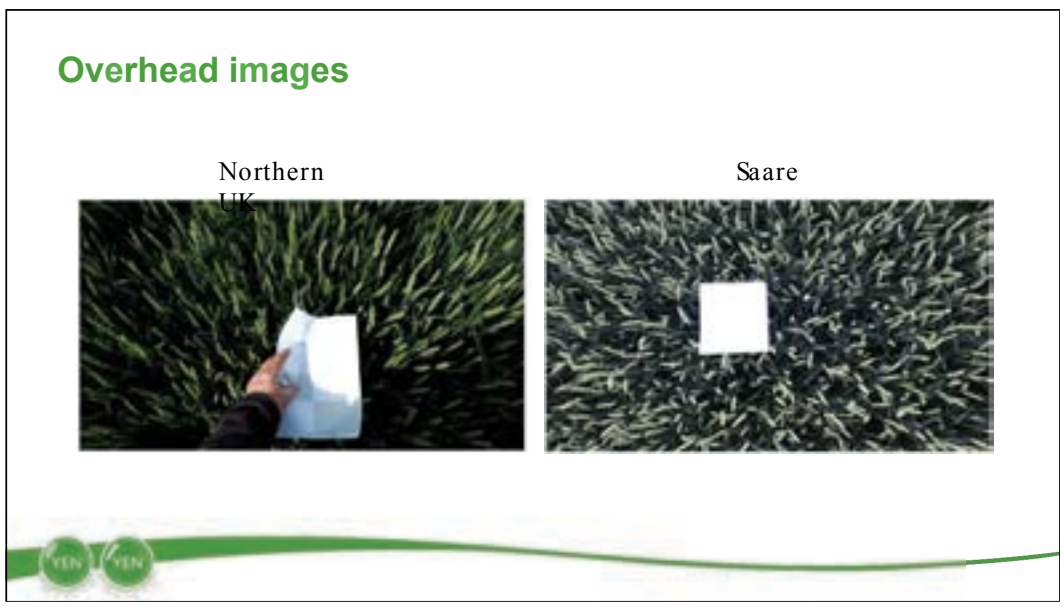 Overhead images
Northern
UK
Saare
YEN
YEN